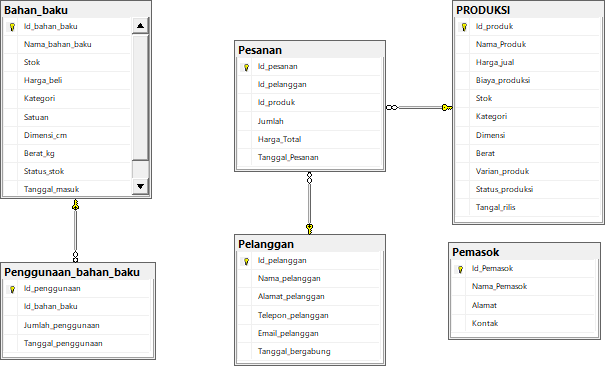 Bahan_baku
Id_bahan_baku
Nama_bahan_baku
Stok
Harga_beli
Kategori
Satuan
Dimensi_cm
Berat_kg
Status_stok
Tanggal_masuk
Penggunaan_bahan_baku
Id_penggunaan
Id_bahan_baku
Jumlah_penggunaan
Tanggal_penggunaan
Pesanan
Id_pesanan
Id_pelanggan
Id_produk
Jumlah
Harga_Total
Tanggal_Pesanan
Pelanggan
Id_pelanggan
Nama_pelanggan
Alamat_pelanggan
Telepon_pelanggan
Email_pelanggan
Tanggal_bergabung
PRODUKSI
Id_produk
Nama_Produk
Harga_jual
Biaya_produksi
Stok
Kategori
Dimensi
Berat
Varian_produk
Status_produksi
Tangal_rilis
Pemasok
Id_Pemasok
Nama_Pemasok
Alamat
Kontak